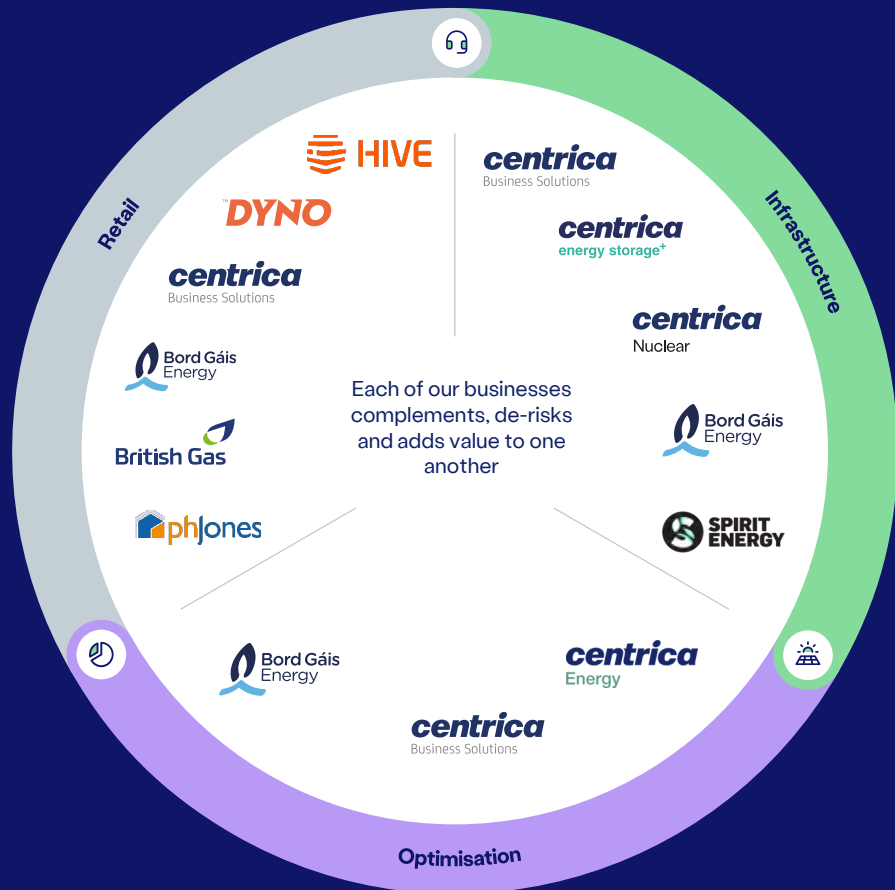 Retail
HIVE
™DYNO
centrica
Business Solutions
Bord Gáis
Energy
British Gas
phJones
Infrastructure
centrica
Business Solutions
centrica
energy storage+
centrica
Nuclear
Bord Gáis
Energy
SPIRIT
ENERGY
Each of our businesses
complements, de-risks
and adds value to one
another
Bord Gáis
Energy
centrica
Business Solutions
centrica
Energy
Optimisation